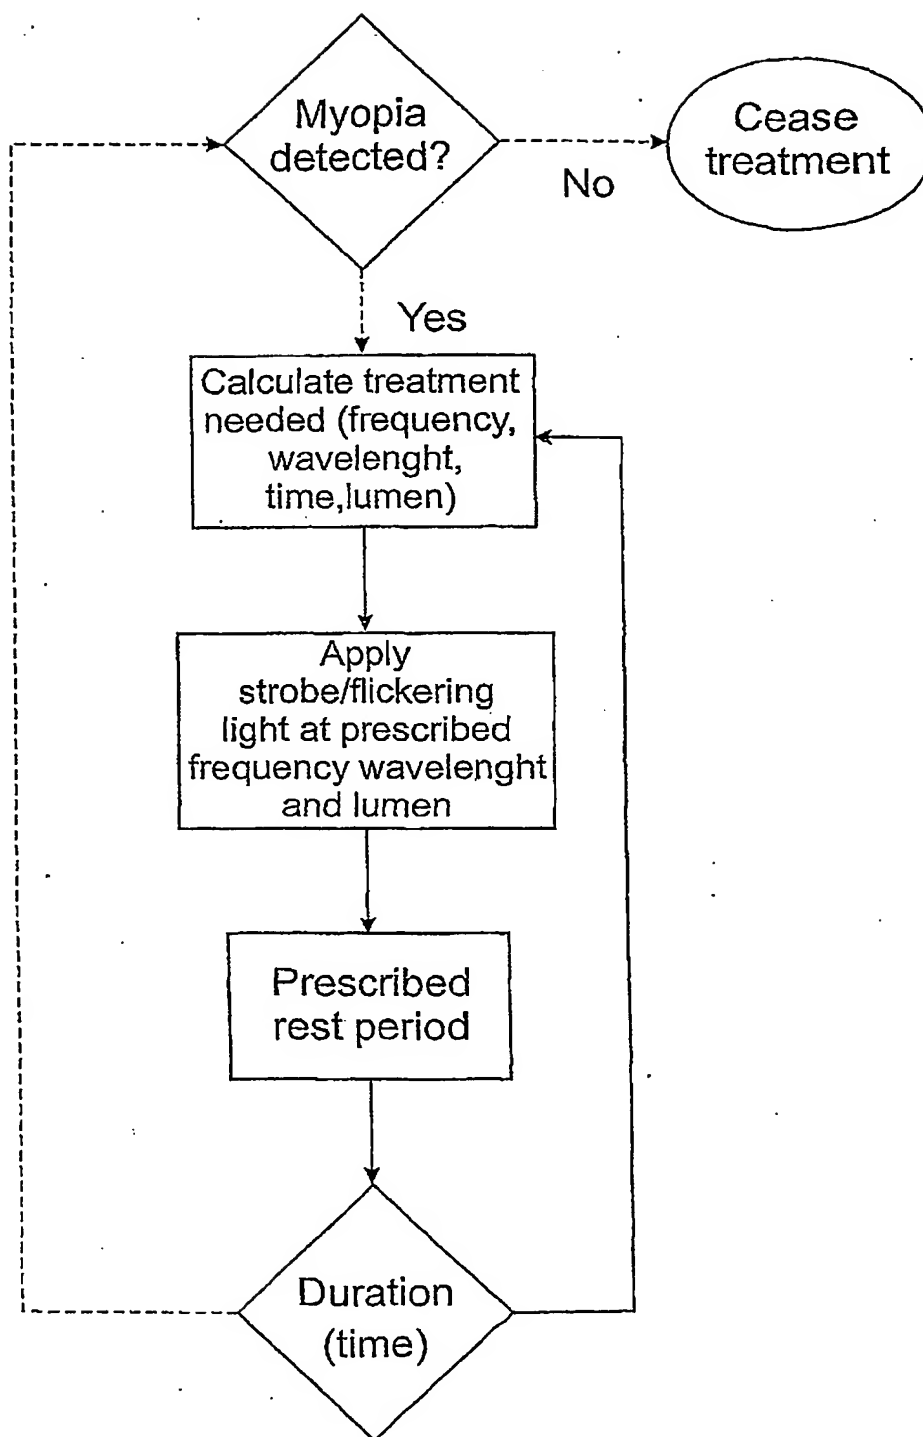 Myopia
detected?
Cease
treatment
No
Yes
Calculate treatment
needed (frequency,
wavelenght,
time,lumen)
Apply
strobe/flickering
light at prescribed
frequency wavelenght
and lumen
Prescribed
rest period
Duration
(time)